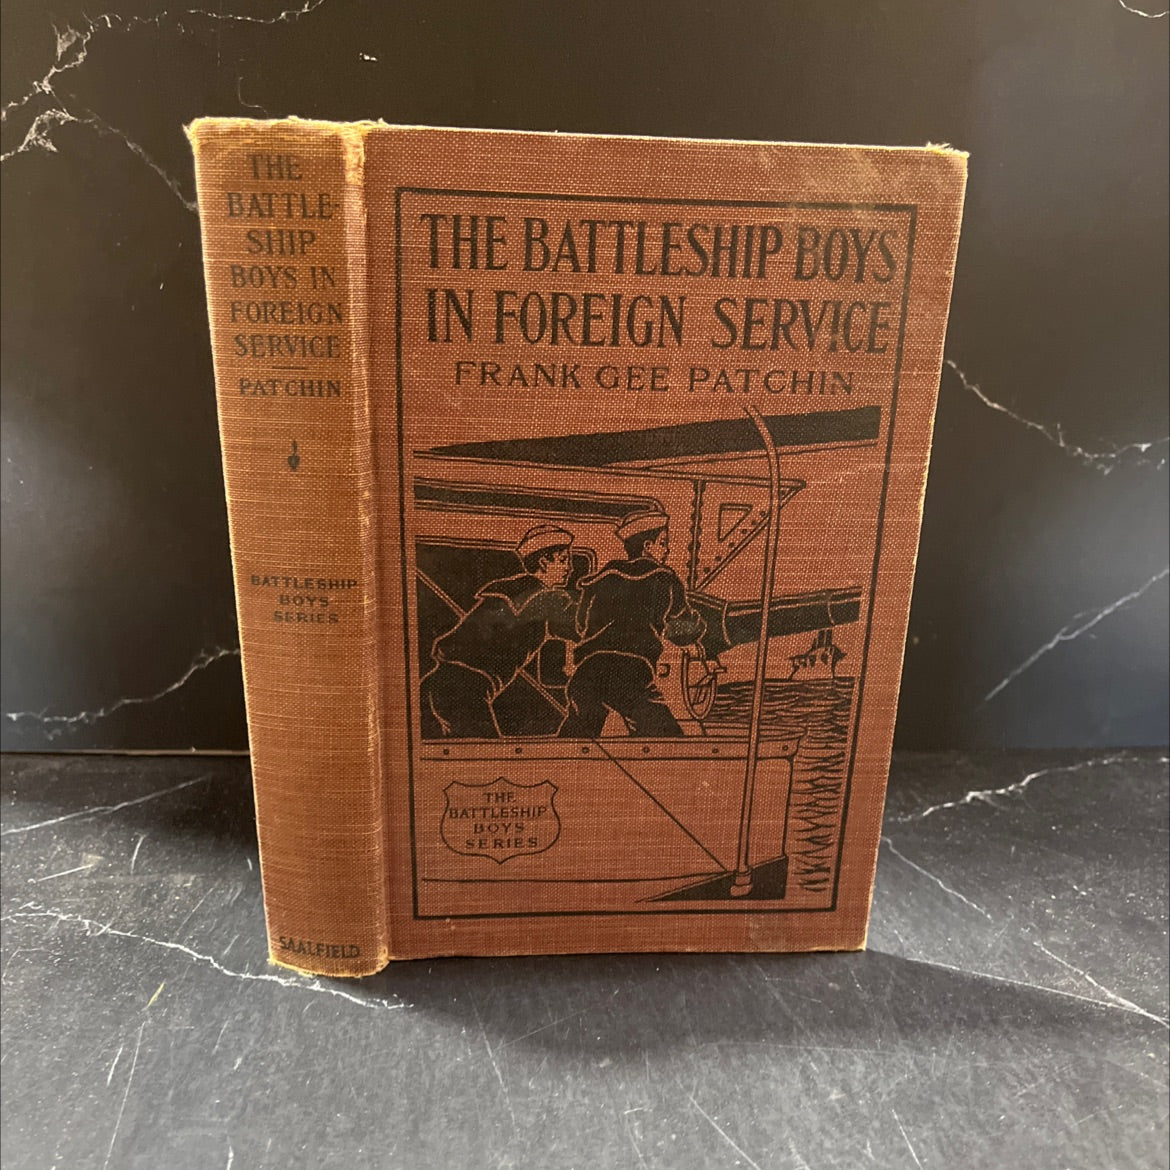 THE
BATTLE-
SHIP
BOYS IN
FOREIGN
SERVICE
PATCHIN
BATTLESHIP
BOYS
SERIES
SAALFIELD
THE BATTLESHIP BOYS
IN FOREIGN SERVICE
FRANK GEE PATCHIN
THE
BATTLESHIP
BOYS
SERIES